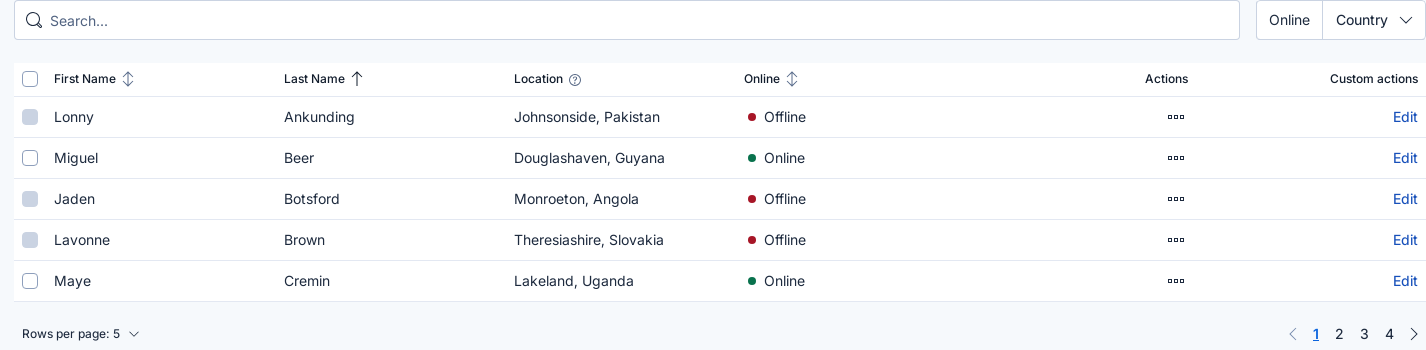 Search... Online Country
First Name Last Name Location Online Actions Custom actions
Lonny Ankunding Johnsonside, Pakistan Offline Edit
Miguel Beer Douglashaven, Guyana Online Edit
Jaden Botsford Monroeton, Angola Offline Edit
Lavonne Brown Theresiashire, Slovakia Offline Edit
Maye Cremin Lakeland, Uganda Online Edit
Rows per page: 5 1 2 3 4